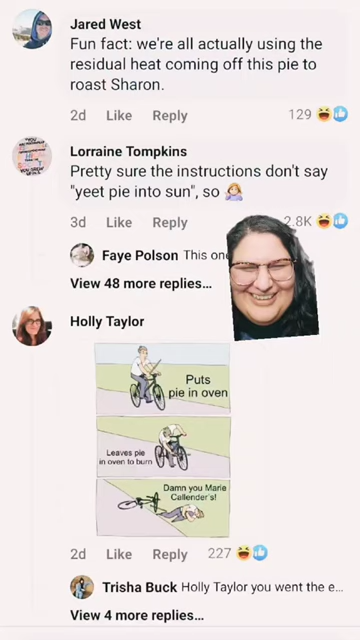 Jared West
Fun fact: we're all actually using the
residual heat coming off this pie to
roast Sharon.
2d Like Reply 129
Lorraine Tompkins
Pretty sure the instructions don't say
"yeet pie into sun", so 🤷🏼‍♀️
3d Like Reply 2.8K
Faye Polson This one
View 48 more replies...
Holly Taylor
Puts
pie in oven
Leaves pie
in oven to burn
Damn you Marie
Callender's!
2d Like Reply 227
Trisha Buck Holly Taylor you went the e...
View 4 more replies...